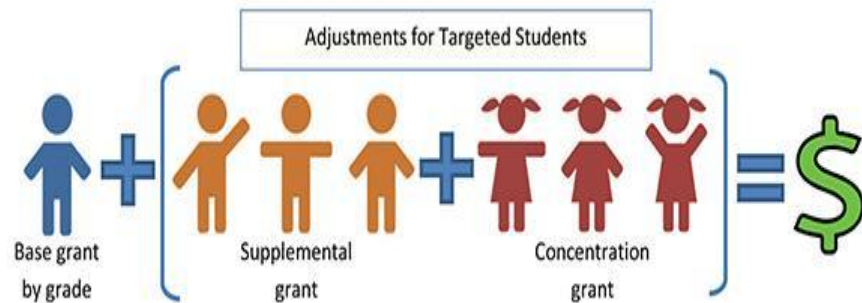 Adjustments for Targeted Students
+
+
=
$
Base grant
by grade
Supplemental
grant
Concentration
grant